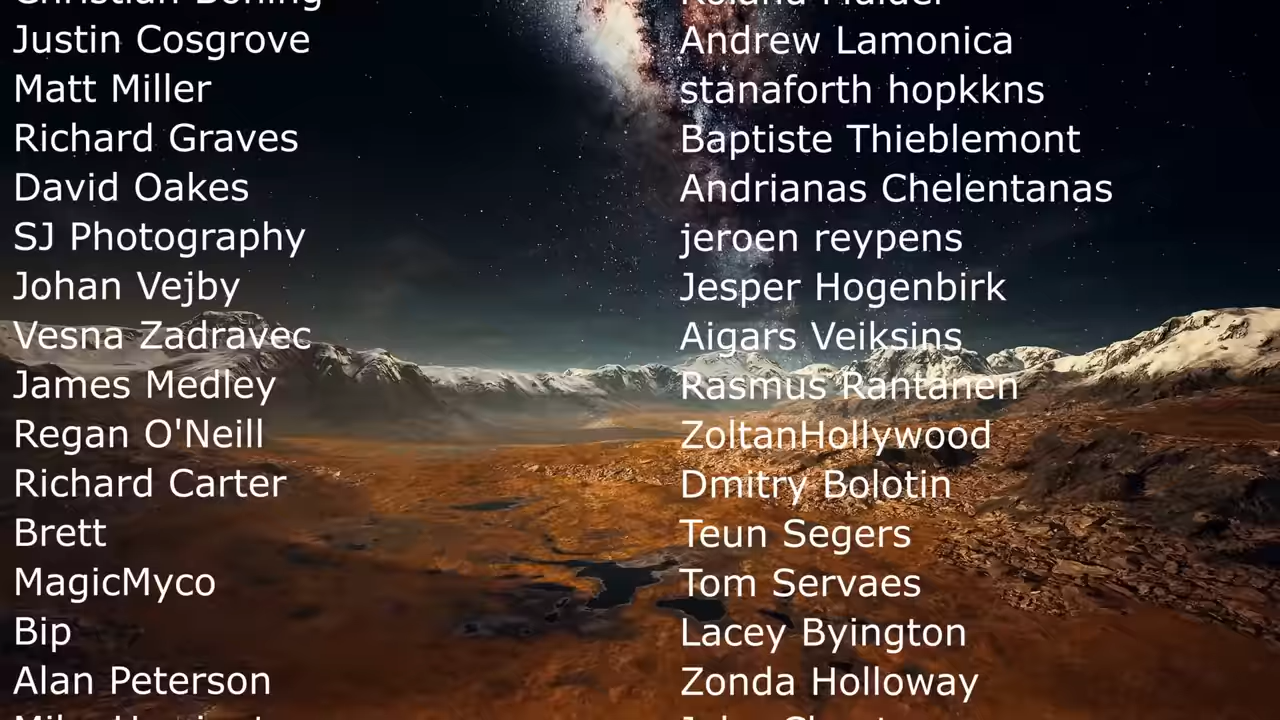 Justin Cosgrove
Matt Miller
Richard Graves
David Oakes
SJ Photography
Johan Vejby
Vesna Zadravec
James Medley
Regan O'Neill
Richard Carter
Brett
MagicMyco
Bip
Alan Peterson
Andrew Lamonica
stanaforth hopkkns
Baptiste Thieblemont
Andrianas Chelentanas
jeroen reypens
Jesper Hogenbirk
Aigars Veiksins
Rasmus Rantanen
ZoltanHollywood
Dmitry Bolotin
Teun Segers
Tom Servaes
Lacey Byington
Zonda Holloway